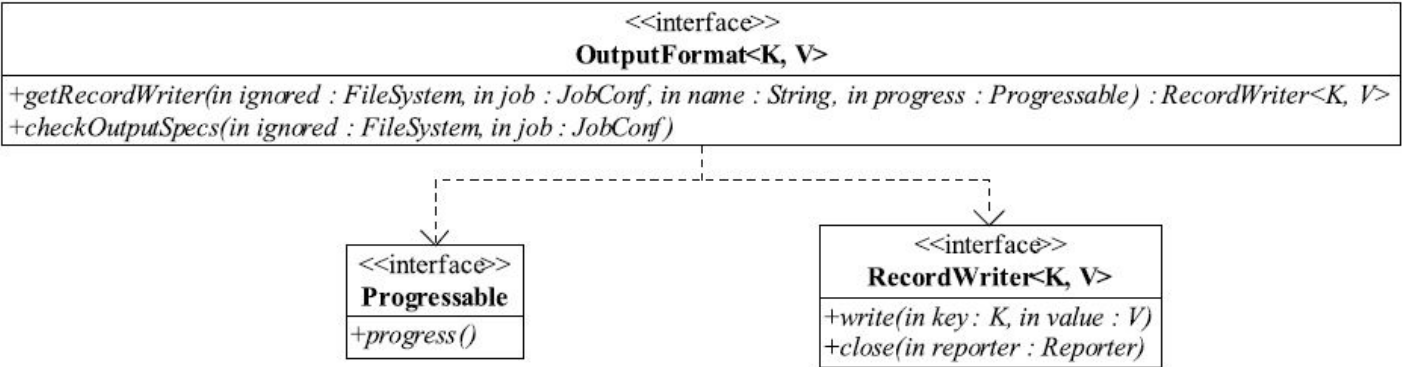 <<interface>>
OutputFormat<K, V>
+getRecordWriter(in ignored : FileSystem, in job : JobConf, in name : String, in progress : Progressable) : RecordWriter<K, V>
+checkOutputSpecs(in ignored : FileSystem, in job : JobConf)
<<interface>>
Progressable
+progress()
<<interface>>
RecordWriter<K, V>
+write(in key : K, in value : V)
+close(in reporter : Reporter)